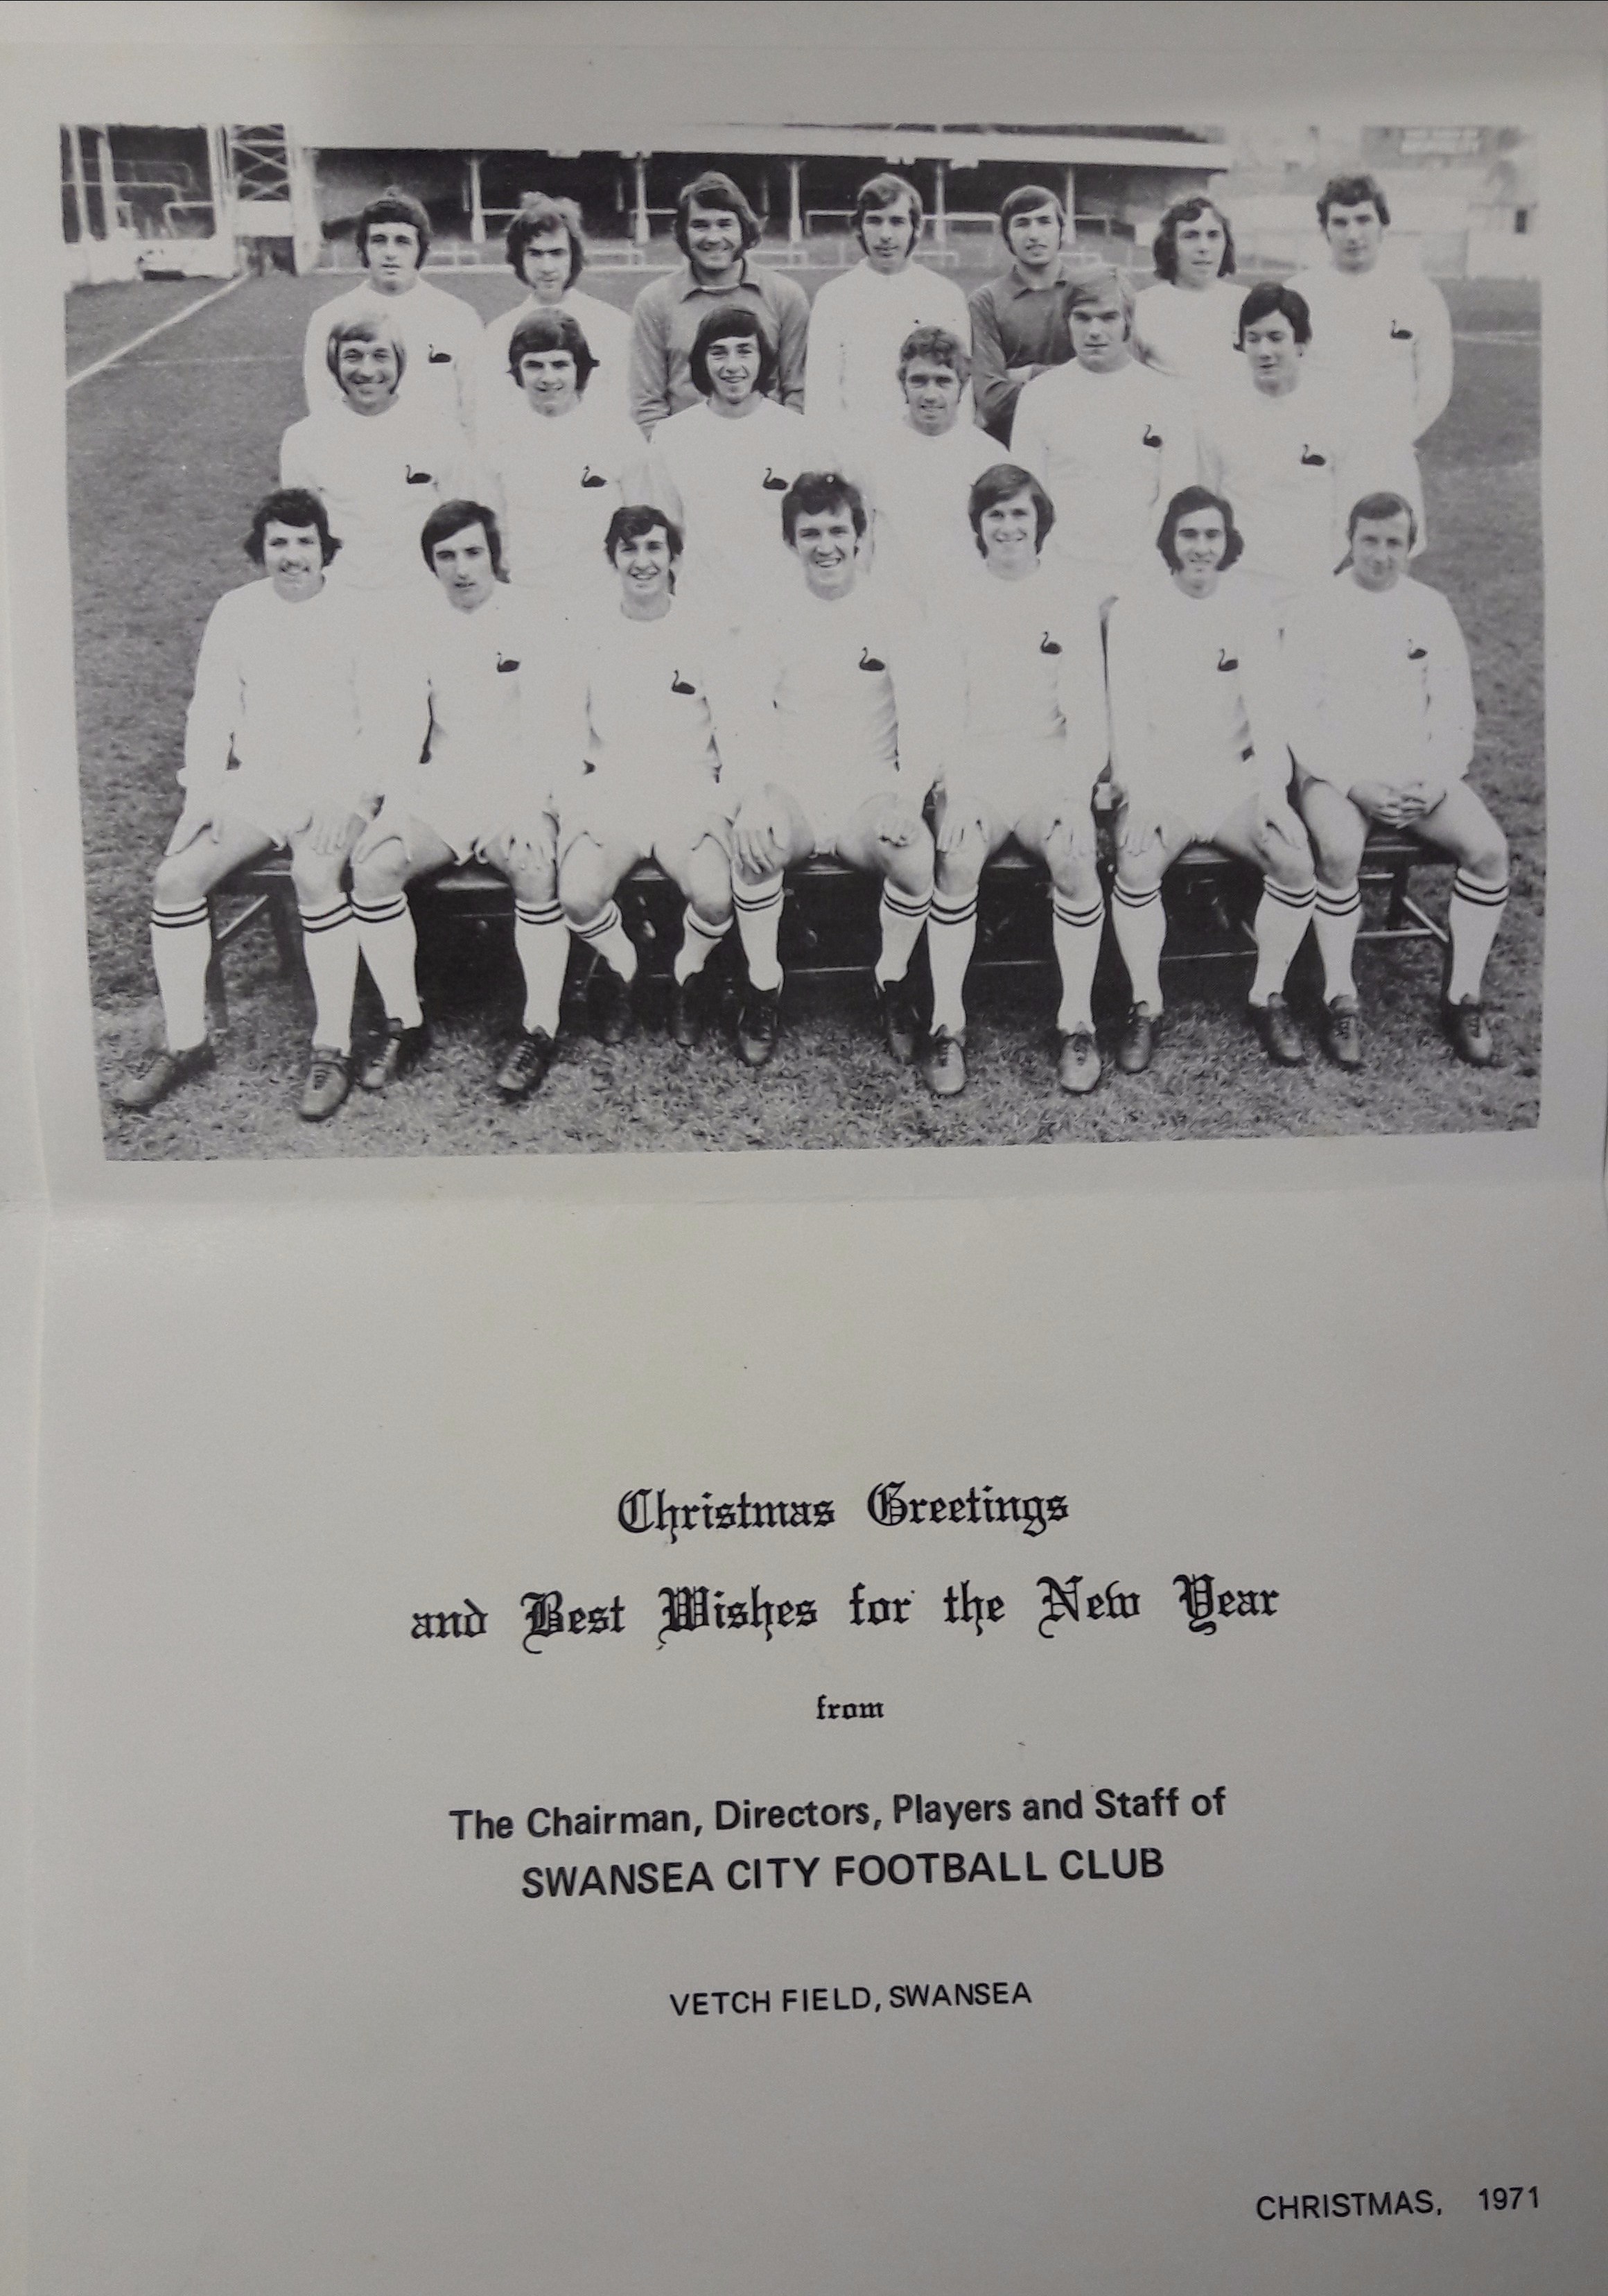 Christmas Greetings
and Best Wishes for the New Year
from
The Chairman, Directors, Players and Staff of
SWANSEA CITY FOOTBALL CLUB
VETCH FIELD, SWANSEA
CHRISTMAS, 1971